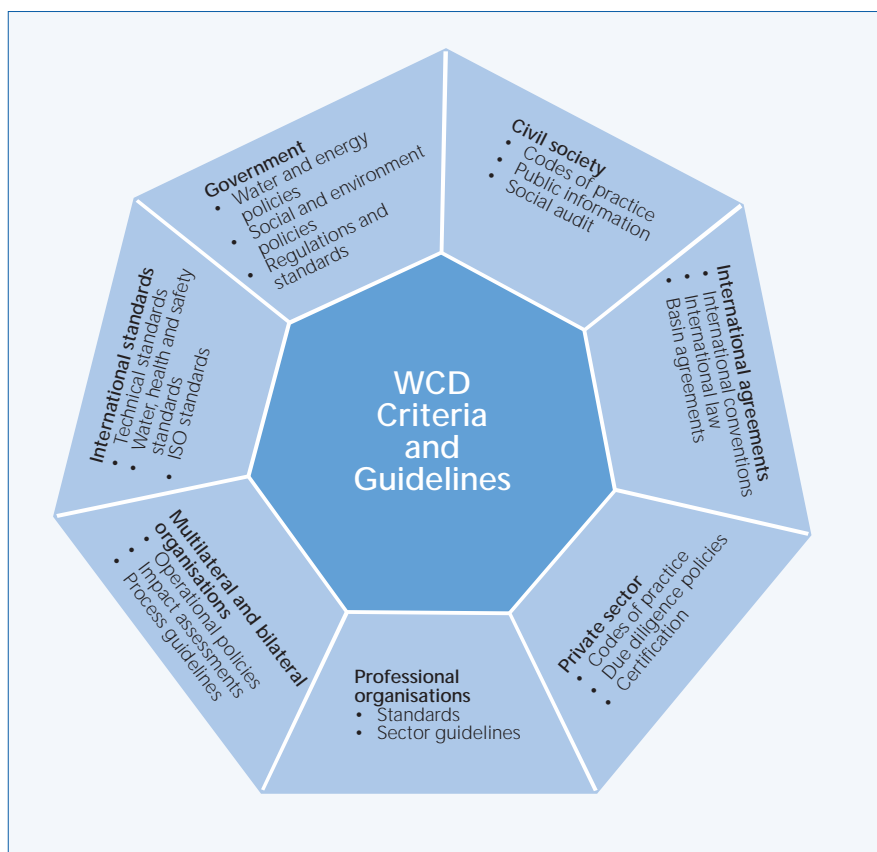 Government
• Water and energy
policies
• Social and environment
policies
• Regulations and
standards
Civil society
• Codes of practice
• Public information
• Social audit
International agreements
• International conventions
• International law
• Basin agreements
Private sector
• Codes of practice
• Due diligence policies
• Certification
Professional
organisations
• Standards
• Sector guidelines
Multilateral and bilateral
organisations
• Operational policies
• Impact assessments
• Process guidelines
International standards
• Technical standards
• Water, health and safety
standards
• ISO standards
WCD
Criteria
and
Guidelines